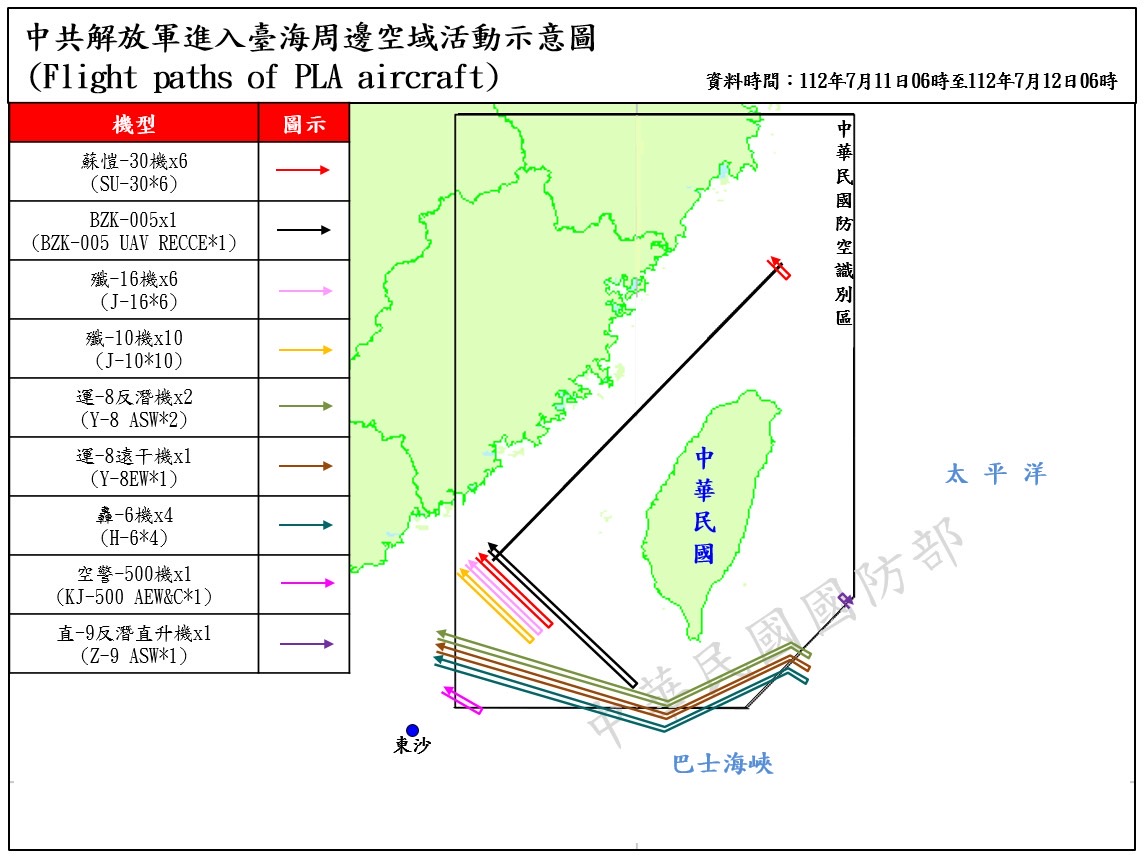 中共解放軍進入臺海周邊空域活動示意圖
(Flight paths of PLA aircraft)
資料時間：112年7月11日06時至112年7月12日06時
機型 圖示
蘇愷-30機x6
(SU-30*6)
BZK-005x1
(BZK-005 UAV RECCE*1)
殲-16機x6
(J-16*6)
殲-10機x10
(J-10*10)
運-8反潛機x2
(Y-8 ASW*2)
運-8遠干機x1
(Y-8EW*1)
轟-6機x4
(H-6*4)
空警-500機x1
(KJ-500 AEW&C*1)
直-9反潛直升機x1
(Z-9 ASW*1)
中華民國防空識別區
中華民國
太平洋
東沙
巴士海峽
中華民國國防部